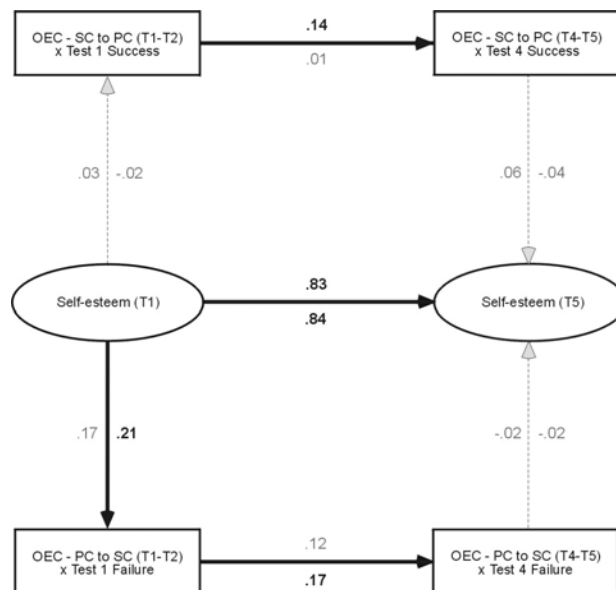 OEC - SC to PC (T1-T2)
x Test 1 Success
.14
.01
OEC - SC to PC (T4-T5)
x Test 4 Success
.03 -.02
.06 -.04
Self-esteem (T1)
.83
.84
Self-esteem (T5)
.17 .21
-.02 -.02
OEC - PC to SC (T1-T2)
x Test 1 Failure
.12
.17
OEC - PC to SC (T4-T5)
x Test 4 Failure